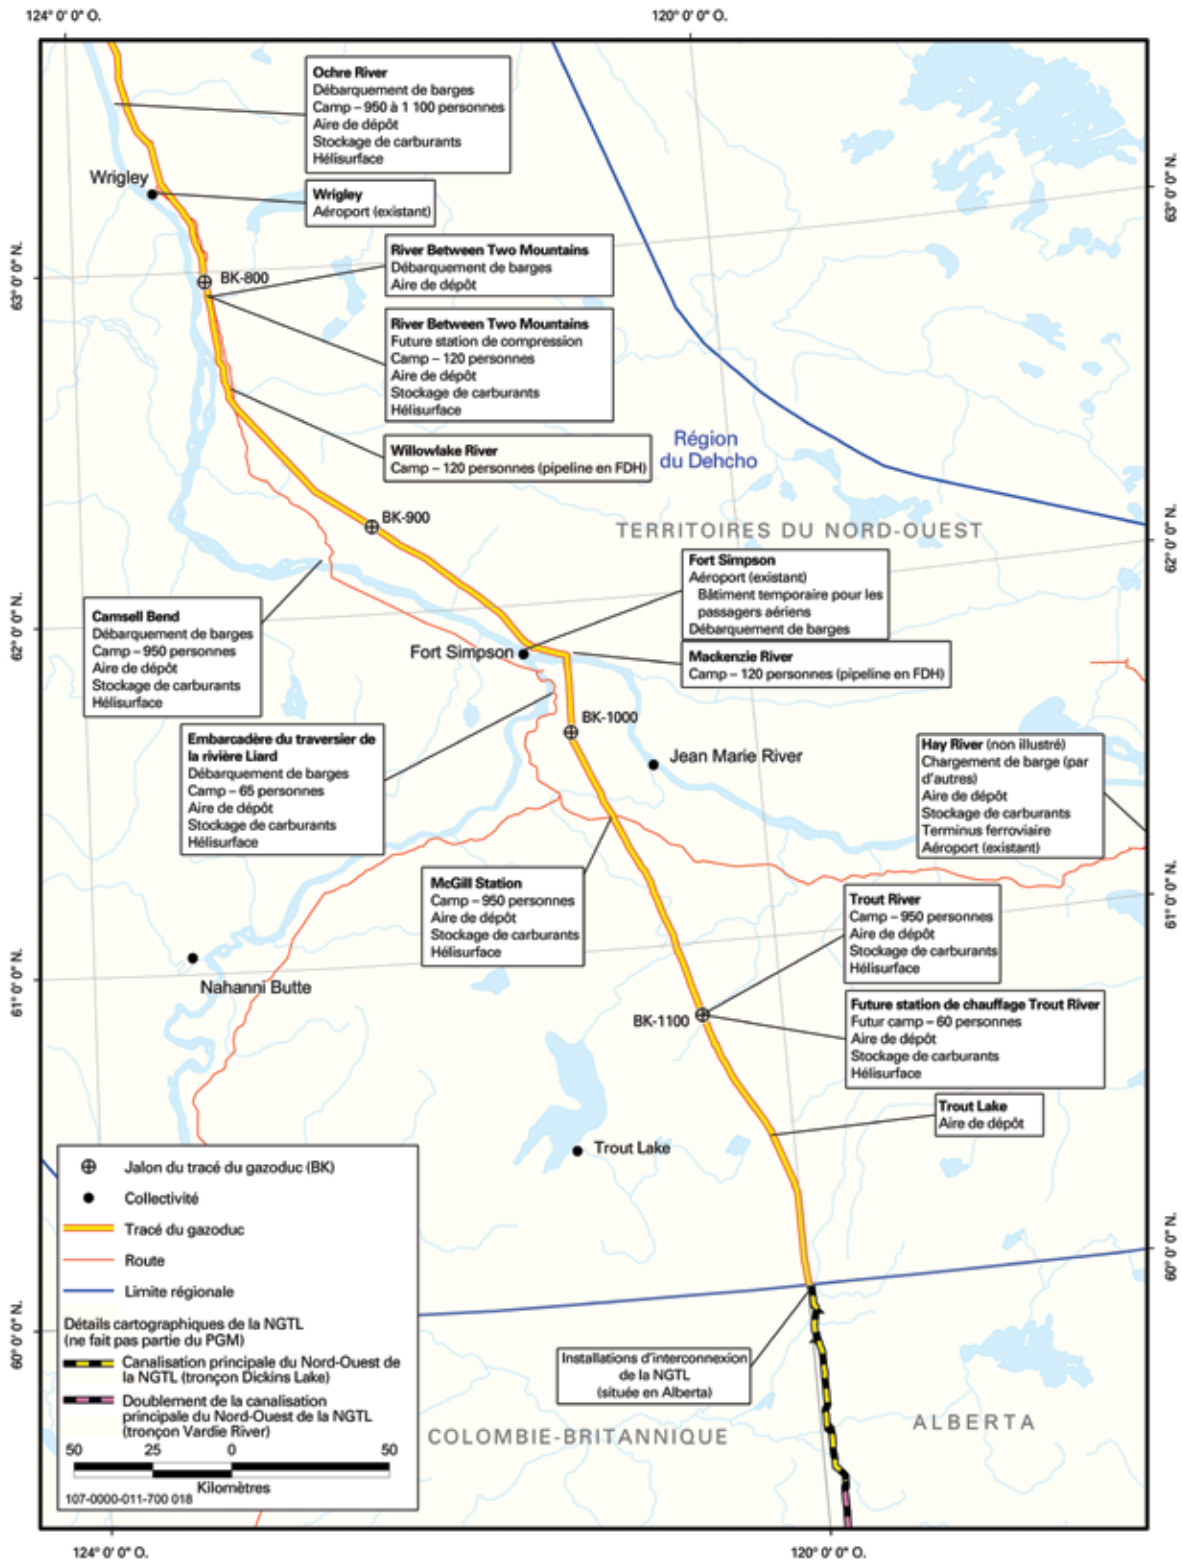 124° 0' 0" O.
120° 0' 0" O.
Ochre River
Débarquement de barges
Camp – 950 à 1 100 personnes
Aire de dépôt
Stockage de carburants
Hélisurface
Wrigley
Wrigley
Aéroport (existant)
63° 0' 0" N.
63° 0' 0" N.
River Between Two Mountains
Débarquement de barges
Aire de dépôt
BK-800
River Between Two Mountains
Future station de compression
Camp – 120 personnes
Aire de dépôt
Stockage de carburants
Hélisurface
Willowlake River
Camp – 120 personnes (pipeline en FDH)
Région
du Dehcho
BK-900
TERRITOIRES DU NORD-OUEST
62° 0' 0" N.
62° 0' 0" N.
Fort Simpson
Aéroport (existant)
Bâtiment temporaire pour les
passagers aériens
Débarquement de barges
Camsell Bend
Débarquement de barges
Camp – 950 personnes
Aire de dépôt
Stockage de carburants
Hélisurface
Fort Simpson
Mackenzie River
Camp – 120 personnes (pipeline en FDH)
BK-1000
Embarcadère du traversier de
la rivière Liard
Débarquement de barges
Camp – 65 personnes
Aire de dépôt
Stockage de carburants
Hélisurface
Jean Marie River
Hay River (non illustré)
Chargement de barge (par
d'autres)
Aire de dépôt
Stockage de carburants
Terminus ferroviaire
Aéroport (existant)
McGill Station
Camp – 950 personnes
Aire de dépôt
Stockage de carburants
Hélisurface
Trout River
Camp – 950 personnes
Aire de dépôt
Stockage de carburants
Hélisurface
61° 0' 0" N.
61° 0' 0" N.
Nahanni Butte
BK-1100
Future station de chauffage Trout River
Futur camp – 60 personnes
Aire de dépôt
Stockage de carburants
Hélisurface
Trout Lake
Aire de dépôt
Trout Lake
Jalon du tracé du gazoduc (BK)
Collectivité
Tracé du gazoduc
Route
Limite régionale
Détails cartographiques de la NGTL
(ne fait pas partie du PGM)
Canalisation principale du Nord-Ouest de
la NGTL (tronçon Dickins Lake)
Doublement de la canalisation
principale du Nord-Ouest de la NGTL
(tronçon Vardie River)
50 25 0 50
Kilomètres
107-0000-011-700 018
60° 0' 0" N.
60° 0' 0" N.
Installations d'interconnexion
de la NGTL
(située en Alberta)
COLOMBIE-BRITANNIQUE
ALBERTA
124° 0' 0" O.
120° 0' 0" O.